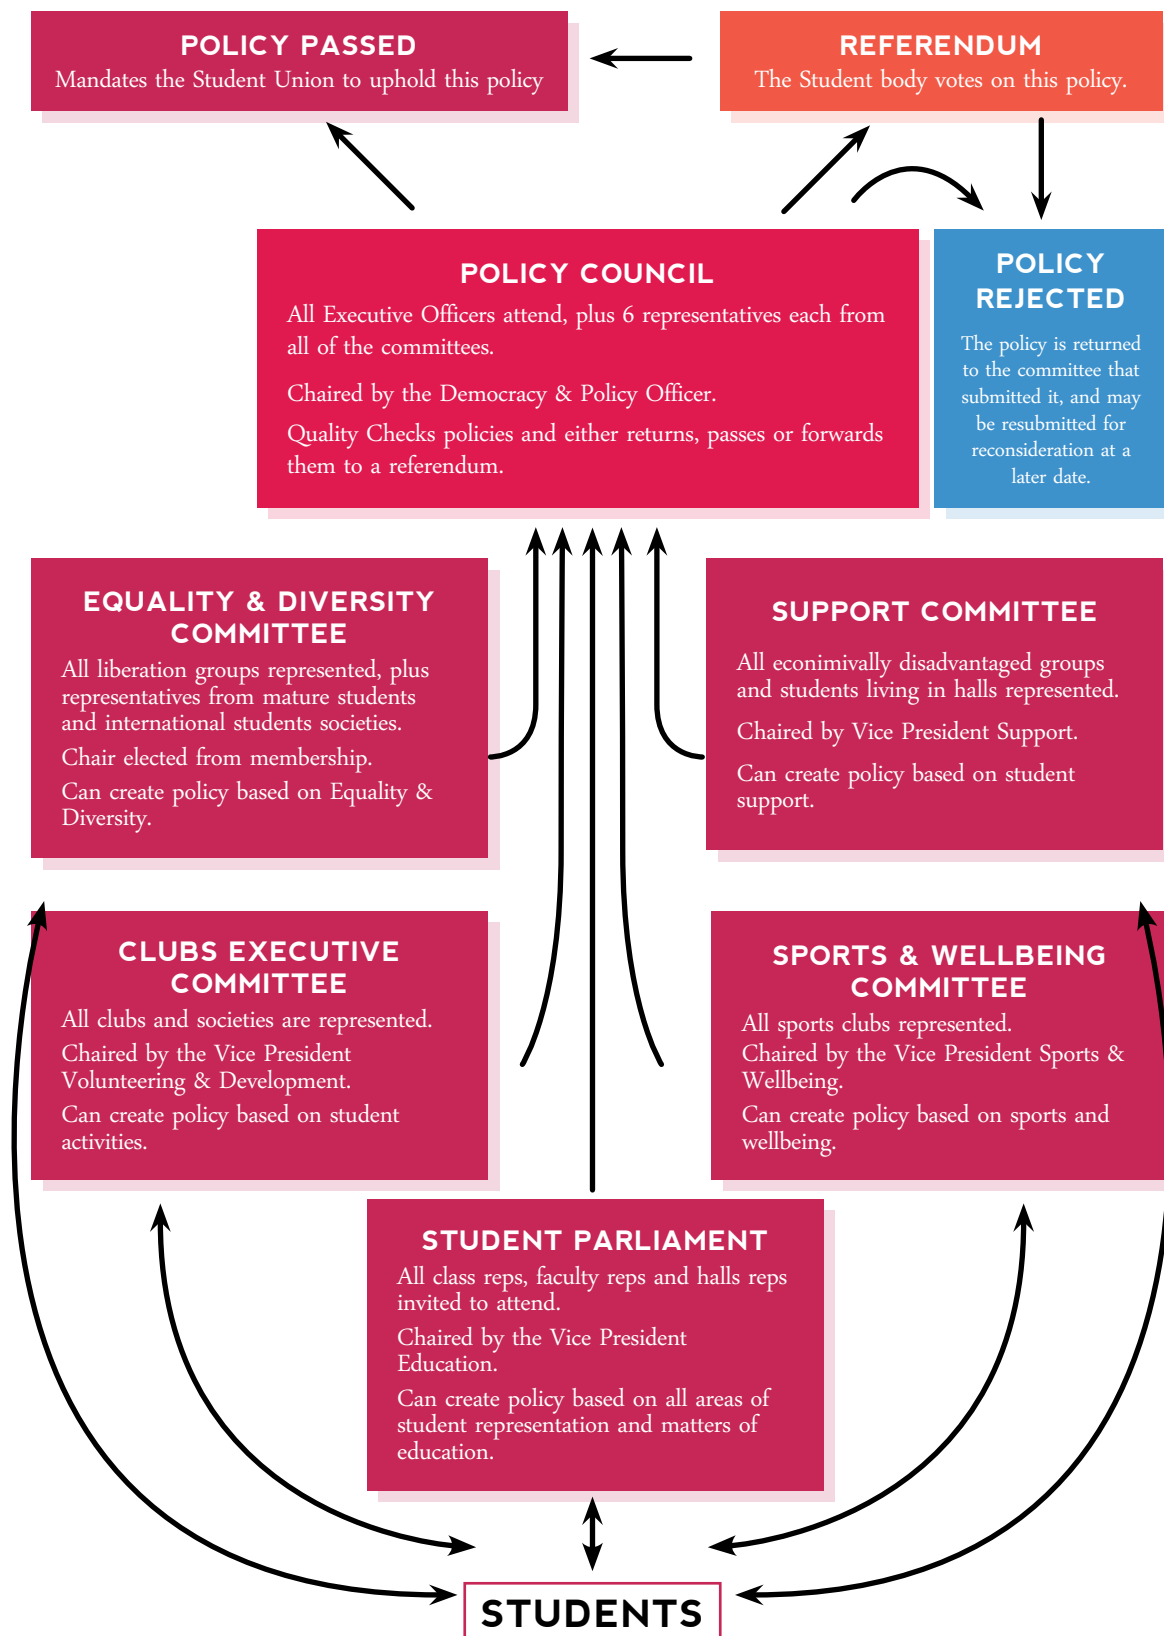 POLICY PASSED
Mandates the Student Union to uphold this policy
REFERENDUM
The Student body votes on this policy.
POLICY COUNCIL
All Executive Officers attend, plus 6 representatives each from
all of the committees.
Chaired by the Democracy & Policy Officer.
Quality Checks policies and either returns, passes or forwards
them to a referendum.
POLICY
REJECTED
The policy is returned
to the committee that
submitted it, and may
be resubmitted for
reconsideration at a
later date.
EQUALITY & DIVERSITY
COMMITTEE
All liberation groups represented, plus
representatives from mature students
and international students societies.
Chair elected from membership.
Can create policy based on Equality &
Diversity.
SUPPORT COMMITTEE
All econimivally disadvantaged groups
and students living in halls represented.
Chaired by Vice President Support.
Can create policy based on student
support.
CLUBS EXECUTIVE
COMMITTEE
All clubs and societies are represented.
Chaired by the Vice President
Volunteering & Development.
Can create policy based on student
activities.
SPORTS & WELLBEING
COMMITTEE
All sports clubs represented.
Chaired by the Vice President Sports &
Wellbeing.
Can create policy based on sports and
wellbeing.
STUDENT PARLIAMENT
All class reps, faculty reps and halls reps
invited to attend.
Chaired by the Vice President
Education.
Can create policy based on all areas of
student representation and matters of
education.
STUDENTS